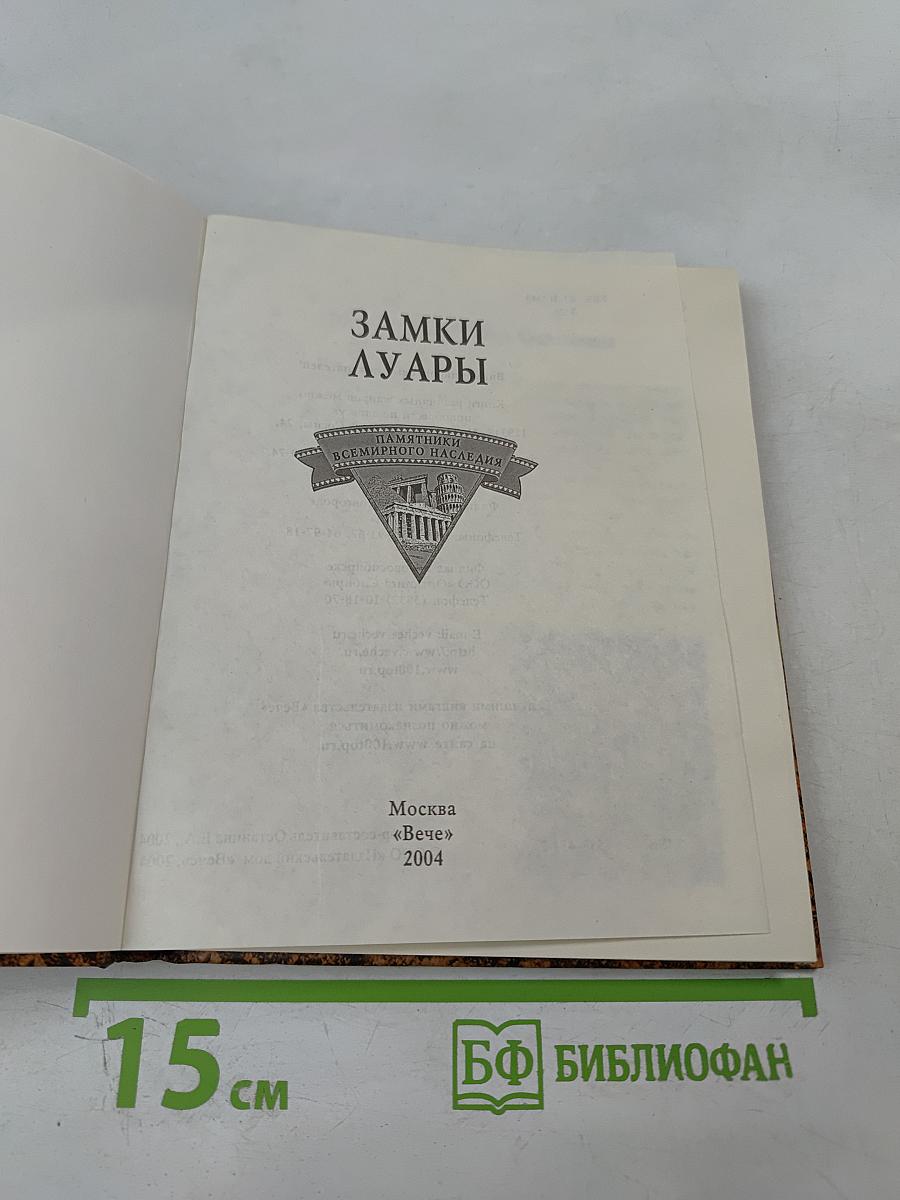 ЗАМКИ
ЛУАРЫ
ПАМЯТНИКИ
ВСЕМИРНОГО НАСЛЕДИЯ
Москва
«Вече»
2004
15 см
БФ БИБЛИОФАН